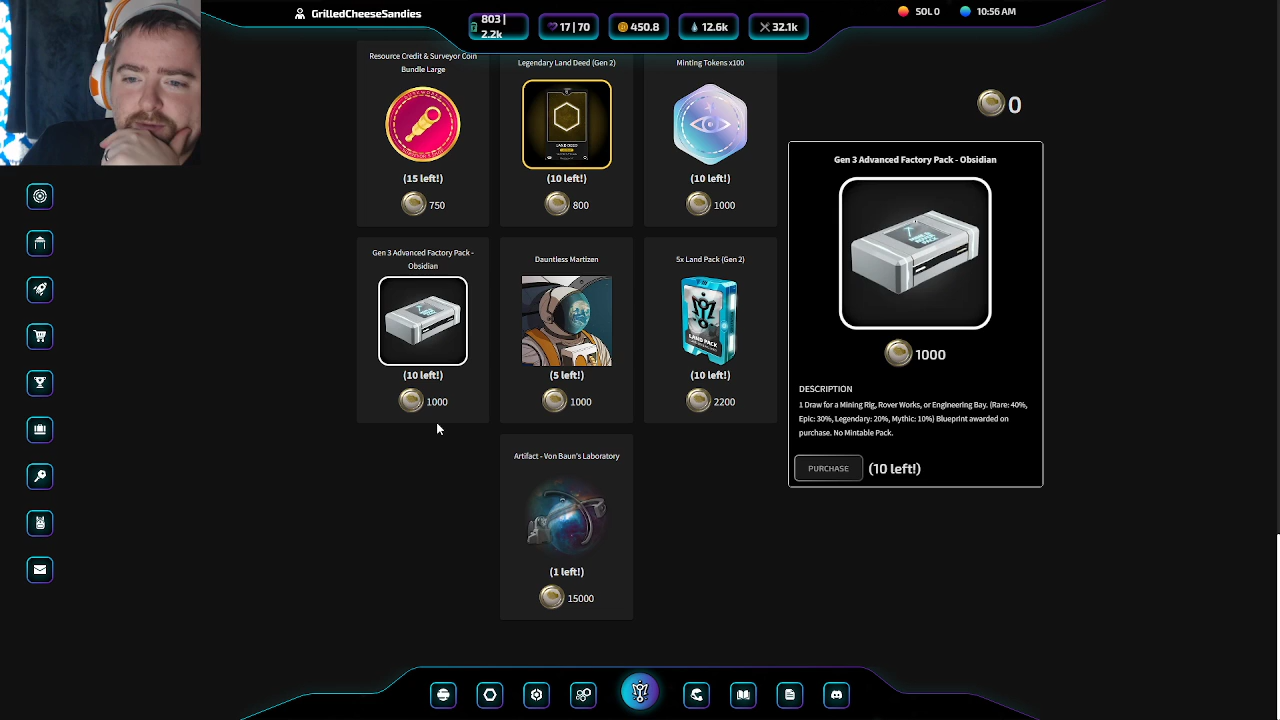 GrilledCheeseSandies
803 |
2.2k
17 | 70
450.8
12.6k
32.1k
SOL 0
10:56 AM
0
Resource Credit & Surveyor Coin
Bundle Large
(15 left!)
750
Legendary Land Deed (Gen 2)
(10 left!)
800
Minting Tokens x100
(10 left!)
1000
Gen 3 Advanced Factory Pack -
Obsidian
(10 left!)
1000
Dauntless Martizen
(5 left!)
1000
5x Land Pack (Gen 2)
LAND PACK
(10 left!)
2200
Artifact - Von Baun's Laboratory
(1 left!)
15000
Gen 3 Advanced Factory Pack - Obsidian
1000
DESCRIPTION
1 Draw for a Mining Rig, Rover Works, or Engineering Bay. (Rare: 40%,
Epic: 30%, Legendary: 20%, Mythic: 10%) Blueprint awarded on
purchase. No Mintable Pack.
PURCHASE
(10 left!)